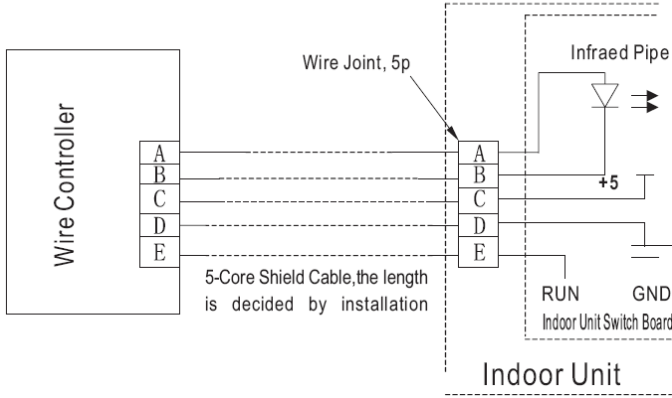 Infraed Pipe
Wire Joint, 5p
Wire Controller
A
B
C
D
E
A
B
C
D
E
+5
5-Core Shield Cable,the length
is decided by installation
RUN
GND
Indoor Unit Switch Board
Indoor Unit